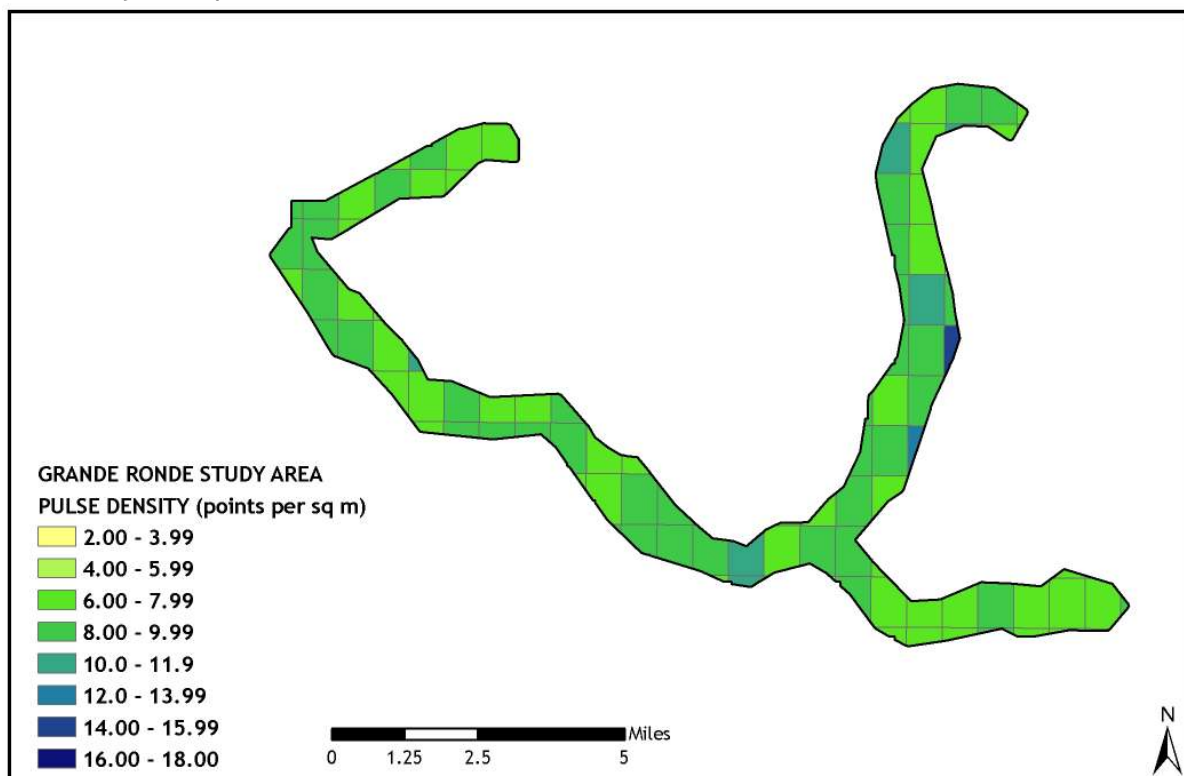 GRANDE RONDE STUDY AREA
PULSE DENSITY (points per sq m)
2.00 - 3.99
4.00 - 5.99
6.00 - 7.99
8.00 - 9.99
10.0 - 11.9
12.0 - 13.99
14.00 - 15.99
16.00 - 18.00
Miles
0 1.25 2.5 5
N